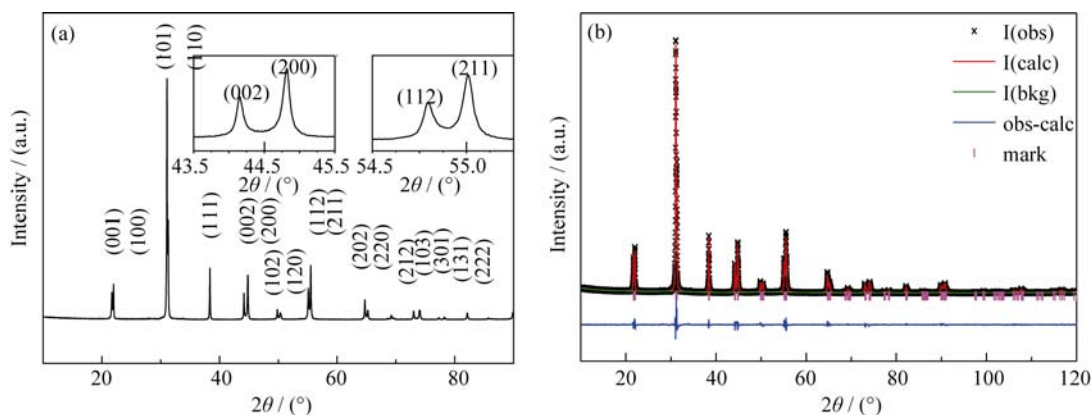 (a)
(101)
(110)
(002)
(200)
43.5 44.5 45.5
2θ / (°)
(112)
(211)
54.5 55.0
2θ / (°)
(001)
(100)
(111)
(002)
(200)
(102)
(120)
(112)
(211)
(202)
(220)
(212)
(103)
(301)
(131)
(222)
Intensity / (a.u.)
20 40 60 80
2θ / (°)
(b)
I(obs)
I(calc)
I(bkg)
obs-calc
mark
Intensity / (a.u.)
20 40 60 80 100 120
2θ / (°)